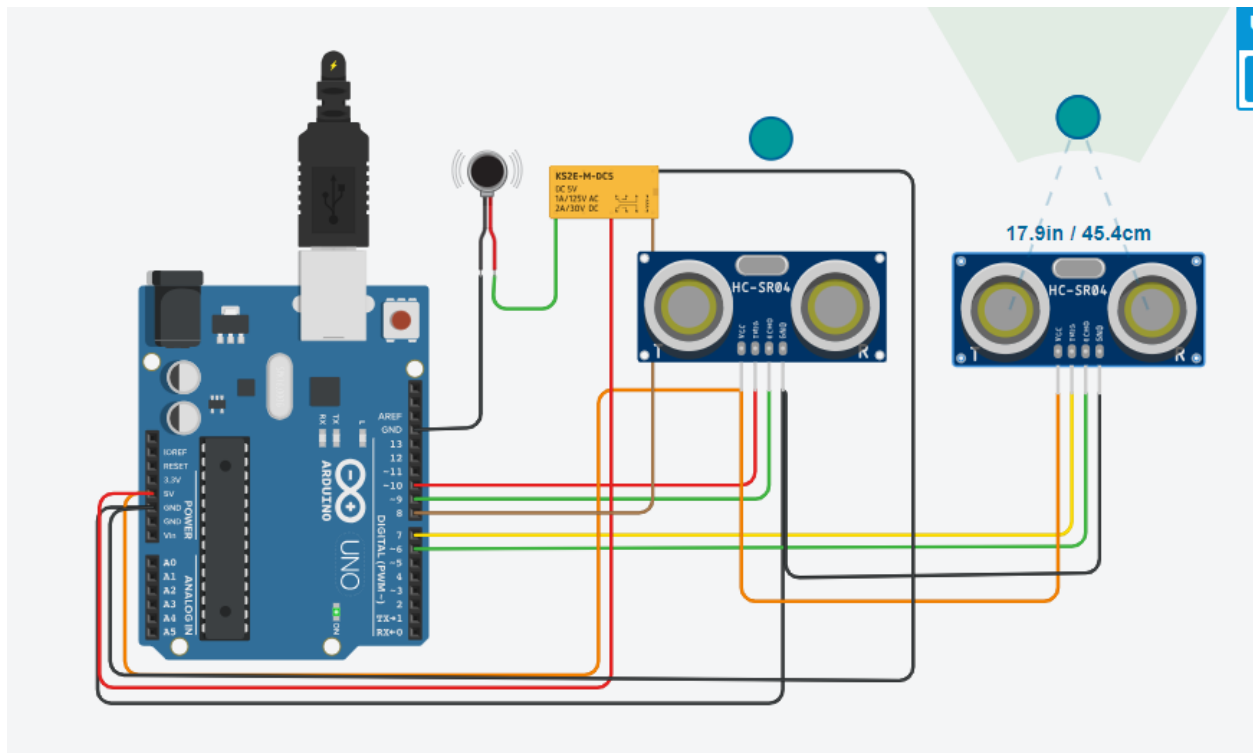 KS2E-M-DC5
DC 5V
1A/125V AC
2A/30V DC
17.9in / 45.4cm
HC-SR04
VCC
TRIG
ECHO
GND
T
R
HC-SR04
VCC
TRIG
ECHO
GND
T
R
AREF
GND
13
12
~11
~10
~9
8
7
~6
~5
4
~3
2
TX→1
RX←0
DIGITAL (PWM~)
L
TX
RX
ARDUINO
UNO
ON
IOREF
RESET
3.3V
5V
GND
GND
Vin
POWER
A0
A1
A2
A3
A4
A5
ANALOG IN